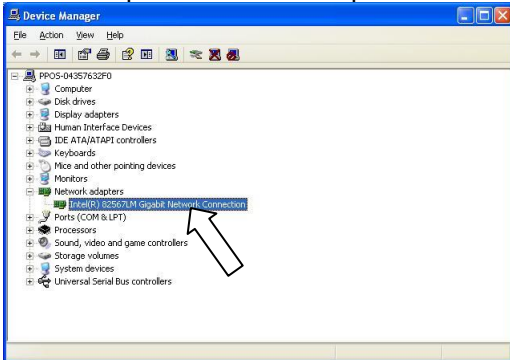 Device Manager
File Action View Help
PPOS-04357632F0
Computer
Disk drives
Display adapters
Human Interface Devices
IDE ATA/ATAPI controllers
Keyboards
Mice and other pointing devices
Monitors
Network adapters
Intel(R) 82567LM Gigabit Network Connection
Ports (COM & LPT)
Processors
Sound, video and game controllers
Storage volumes
System devices
Universal Serial Bus controllers